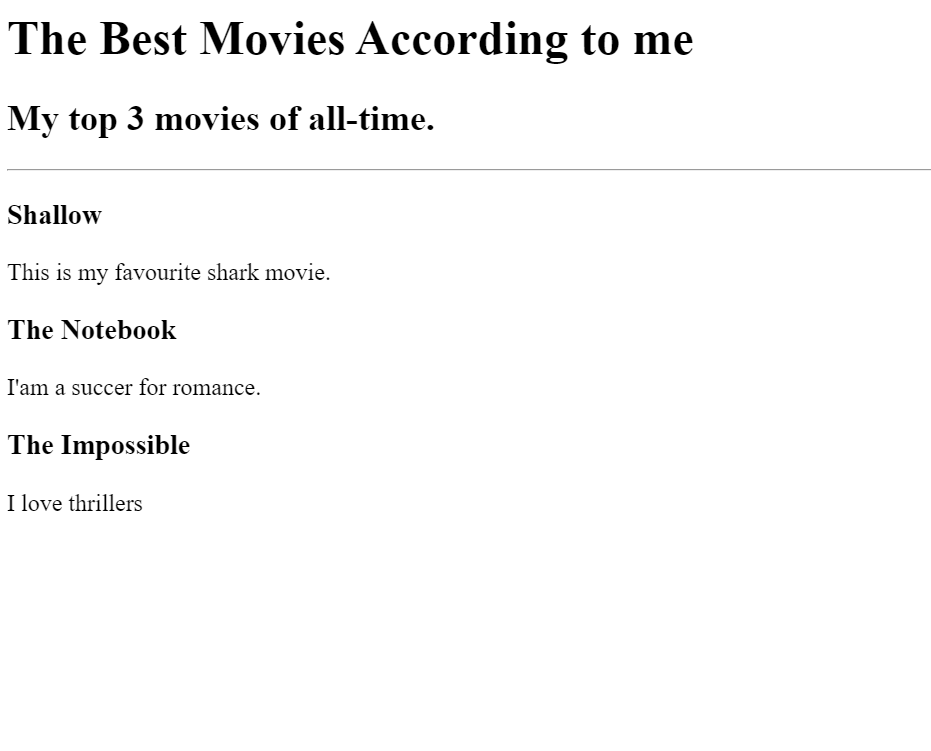 The Best Movies According to me
My top 3 movies of all-time.
Shallow
This is my favourite shark movie.
The Notebook
I'am a succer for romance.
The Impossible
I love thrillers